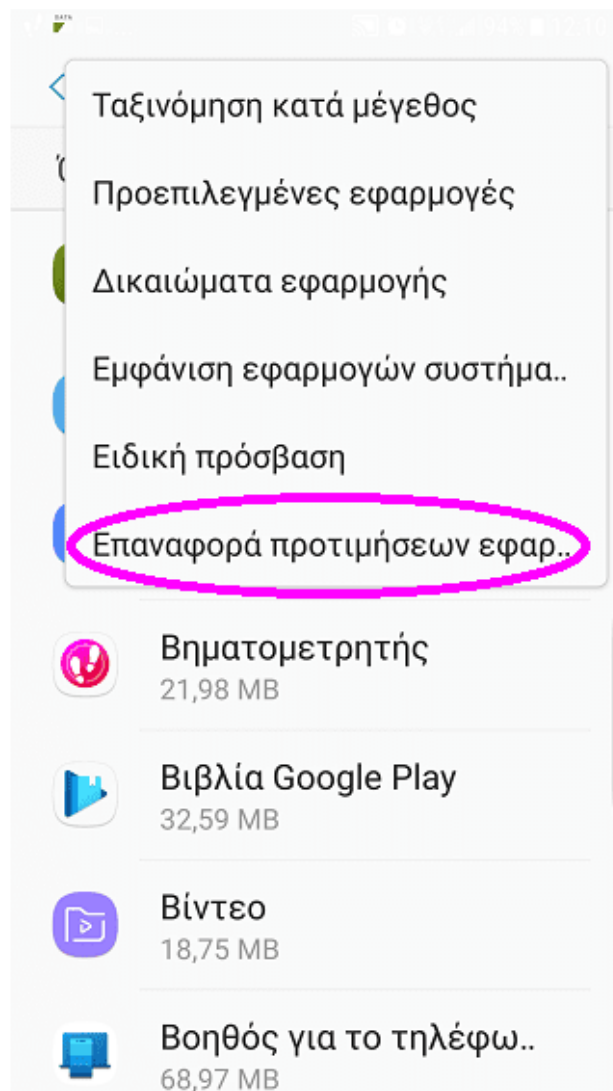 Ταξινόμηση κατά μέγεθος
Προεπιλεγμένες εφαρμογές
Δικαιώματα εφαρμογής
Εμφάνιση εφαρμογών συστήμα..
Ειδική πρόσβαση
Επαναφορά προτιμήσεων εφαρ..
Βηματομετρητής
21,98 MB
Βιβλία Google Play
32,59 MB
Βίντεο
18,75 MB
Βοηθός για το τηλέφω..
68,97 MB